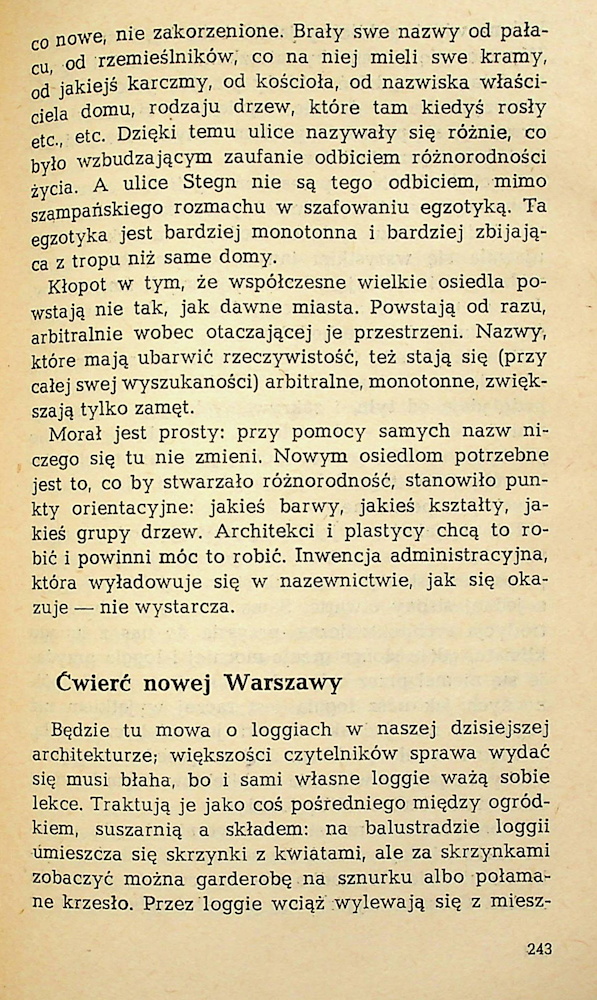 co nowe, nie zakorzenione. Brały swe nazwy od pała-
cu, od rzemieślników, co na niej mieli swe kramy,
od jakiejś karczmy, od kościoła, od nazwiska właści-
ciela domu, rodzaju drzew, które tam kiedyś rosły
etc., etc. Dzięki temu ulice nazywały się różnie, co
było wzbudzającym zaufanie odbiciem różnorodności
życia. A ulice Stegn nie są tego odbiciem, mimo
szampańskiego rozmachu w szafowaniu egzotyką. Ta
egzotyka jest bardziej monotonna i bardziej zbijają-
ca z tropu niż same domy.
Kłopot w tym, że współczesne wielkie osiedla po-
wstają nie tak, jak dawne miasta. Powstają od razu,
arbitralnie wobec otaczającej je przestrzeni. Nazwy,
które mają ubarwić rzeczywistość, też stają się (przy
całej swej wyszukaności) arbitralne, monotonne, zwięk-
szają tylko zamęt.
Morał jest prosty: przy pomocy samych nazw ni-
czego się tu nie zmieni. Nowym osiedlom potrzebne
jest to, co by stwarzało różnorodność, stanowiło pun-
kty orientacyjne: jakieś barwy, jakieś kształty, ja-
kieś grupy drzew. Architekci i plastycy chcą to ro-
bić i powinni móc to robić. Inwencja administracyjna,
która wyładowuje się w nazewnictwie, jak się oka-
zuje — nie wystarcza.
Ćwierć nowej Warszawy
Będzie tu mowa o loggiach w naszej dzisiejszej
architekturze; większości czytelników sprawa wydać
się musi błaha, bo i sami własne loggie ważą sobie
lekce. Traktują je jako coś pośredniego między ogród-
kiem, suszarnią a składem: na balustradzie loggii
umieszcza się skrzynki z kwiatami, ale za skrzynkami
zobaczyć można garderobę na sznurku albo połama-
ne krzesło. Przez loggie wciąż wylewają się z miesz-
243